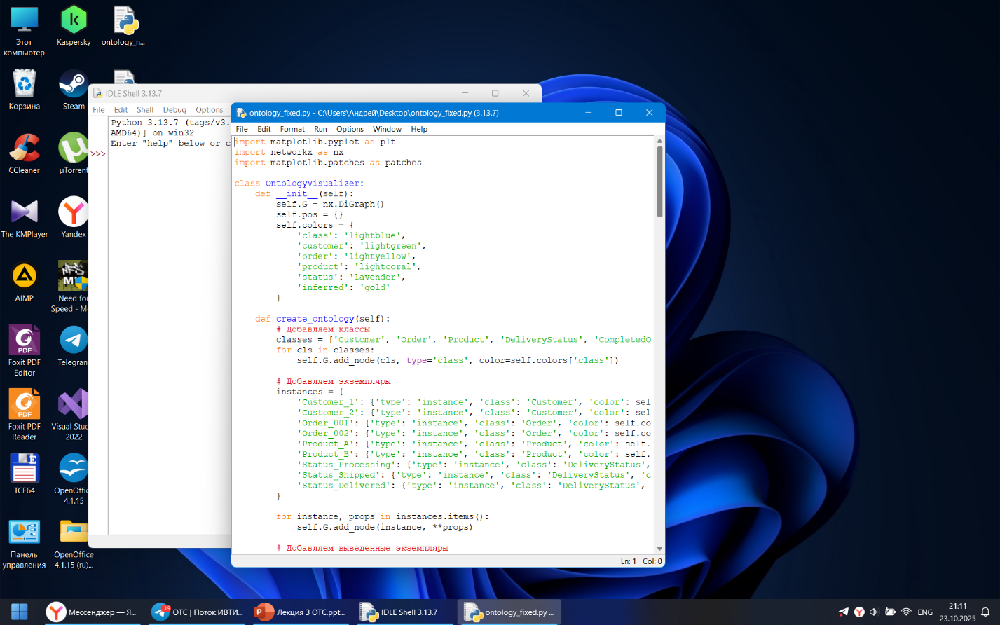 Этот
компьютер
Kaspersky
ontology_n...
Корзина
Steam
CCleaner
µTorrent
The KMPlayer
Yandex
AIMP
Need for
Speed - Mo
Foxit PDF
Editor
Telegram
Foxit PDF
Reader
Visual Stud
2022
TCE64
OpenOffic
4.1.15
Панель
управления
OpenOffice
4.1.15 (ru)...
IDLE Shell 3.13.7
File Edit Shell Debug Options
Python 3.13.7 (tags/v3.
AMD64)] on win32
Enter "help" below or c
>>>
ontology_fixed.py - C:\Users\Андрей\Desktop\ontology_fixed.py (3.13.7)
File Edit Format Run Options Window Help
import matplotlib.pyplot as plt
import networkx as nx
import matplotlib.patches as patches
class OntologyVisualizer:
def __init__(self):
self.G = nx.DiGraph()
self.pos = {}
self.colors = {
'class': 'lightblue',
'customer': 'lightgreen',
'order': 'lightyellow',
'product': 'lightcoral',
'status': 'lavender',
'inferred': 'gold'
}
def create_ontology(self):
# Добавляем классы
classes = ['Customer', 'Order', 'Product', 'DeliveryStatus', 'CompletedO
for cls in classes:
self.G.add_node(cls, type='class', color=self.colors['class'])
# Добавляем экземпляры
instances = {
'Customer_1': {'type': 'instance', 'class': 'Customer', 'color': sel
'Customer_2': {'type': 'instance', 'class': 'Customer', 'color': sel
'Order_001': {'type': 'instance', 'class': 'Order', 'color': self.co
'Order_002': {'type': 'instance', 'class': 'Order', 'color': self.co
'Product_A': {'type': 'instance', 'class': 'Product', 'color': self.
'Product_B': {'type': 'instance', 'class': 'Product', 'color': self.
'Status_Processing': {'type': 'instance', 'class': 'DeliveryStatus',
'Status_Shipped': {'type': 'instance', 'class': 'DeliveryStatus', 'c
'Status_Delivered': {'type': 'instance', 'class': 'DeliveryStatus',
}
for instance, props in instances.items():
self.G.add_node(instance, **props)
# Добавляем выведенные экземпляры
Ln: 1 Col: 0
Мессенджер — Я...
19
ОТС | Поток ИВТИ...
Лекция 3 ОТС.ppt...
IDLE Shell 3.13.7
ontology_fixed.py ...
ENG
21:11
23.10.2025